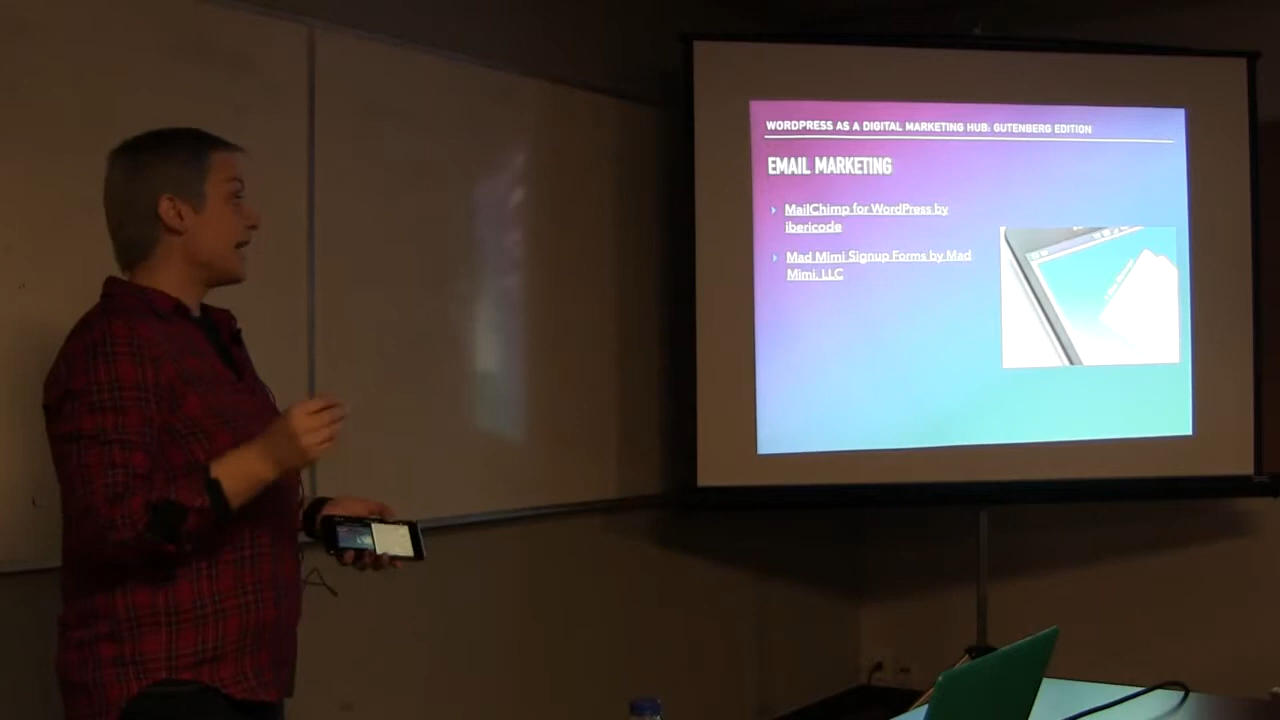 WORDPRESS AS A DIGITAL MARKETING HUB: GUTENBERG EDITION
EMAIL MARKETING
MailChimp for WordPress by
ibericode
Mad Mimi Signup Forms by Mad
Mimi, LLC